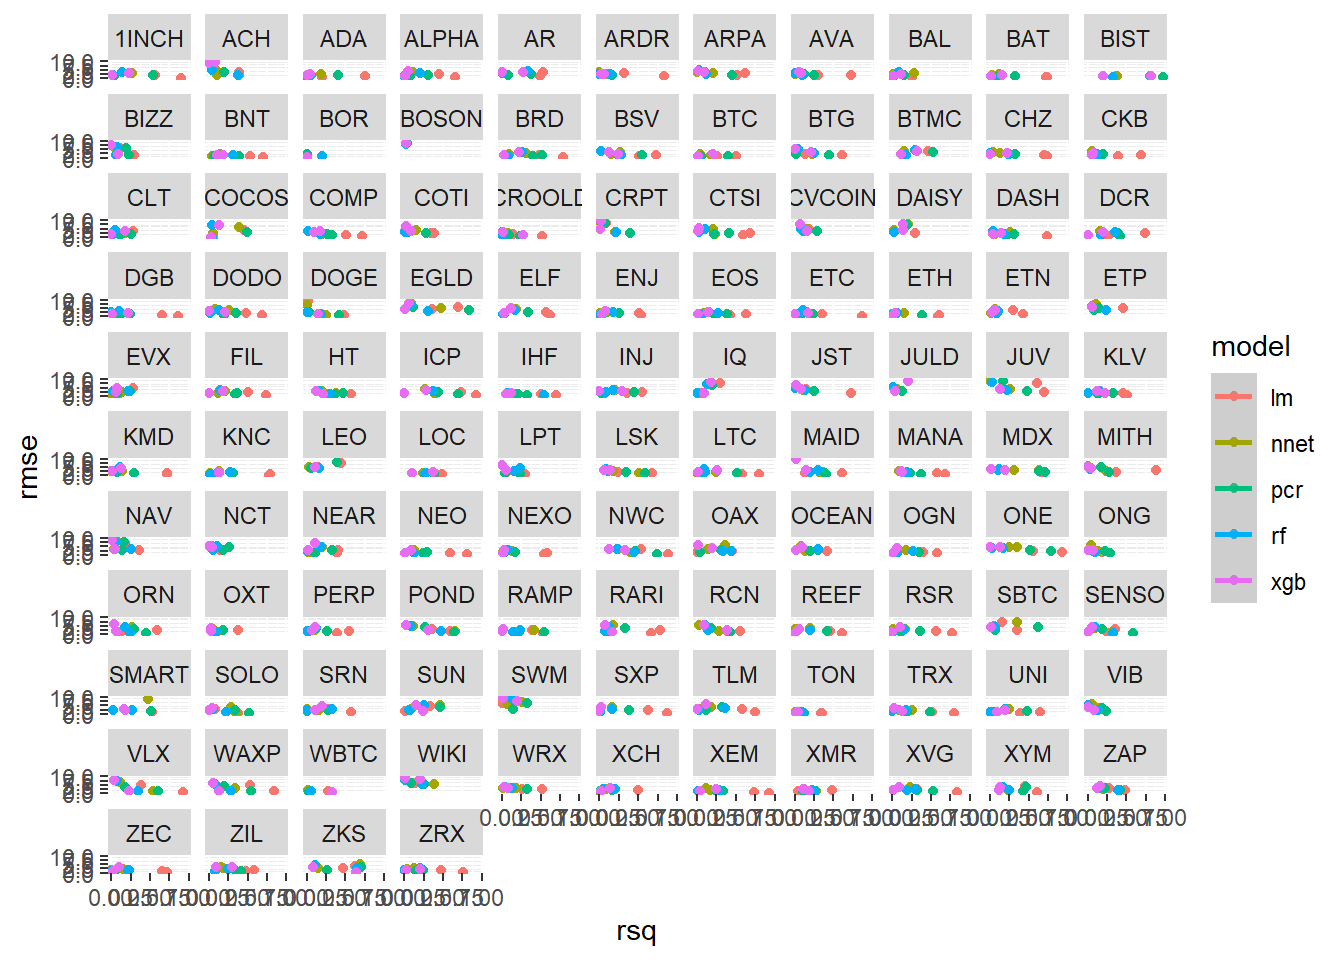 1INCH ACH ADA ALPHA AR ARDR ARPA AVA BAL BAT BIST
BIZZ BNT BOR BOSON BRD BSV BTC BTG BTMC CHZ CKB
CLT COCOS COMP COTI CROOLD CRPT CTSI CVCOIN DAISY DASH DCR
DGB DODO DOGE EGLD ELF ENJ EOS ETC ETH ETN ETP
EVX FIL HT ICP IHF INJ IQ JST JULD JUV KLV
KMD KNC LEO LOC LPT LSK LTC MAID MANA MDX MITH
NAV NCT NEAR NEO NEXO NWC OAX OCEAN OGN ONE ONG
ORN OXT PERP POND RAMP RARI RCN REEF RSR SBTC SENSO
SMART SOLO SRN SUN SWM SXP TLM TON TRX UNI VIB
VLX WAXP WBTC WIKI WRX XCH XEM XMR XVG XYM ZAP
ZEC ZIL ZKS ZRX
rsq
rmse
model
lm
nnet
pcr
rf
xgb